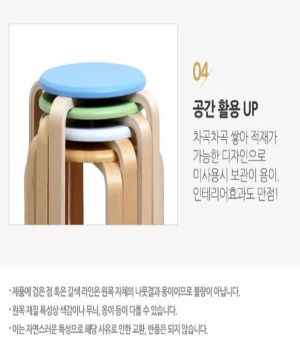 04
공간 활용 UP
차곡차곡 쌓아 적재가
가능한 디자인으로
미사용시 보관이 용이.
인테리어효과도 만점!
· 제품에 검은 점 혹은 갈색 라인은 원목 자체의 나뭇결과 옹이이므로 불량이 아닙니다.
· 원목 재질 특성상 색감이나 무늬, 옹이 등이 다를 수 있습니다.
· 이는 자연스러운 특성으로 해당 사유로 인한 교환, 반품은 되지 않습니다.